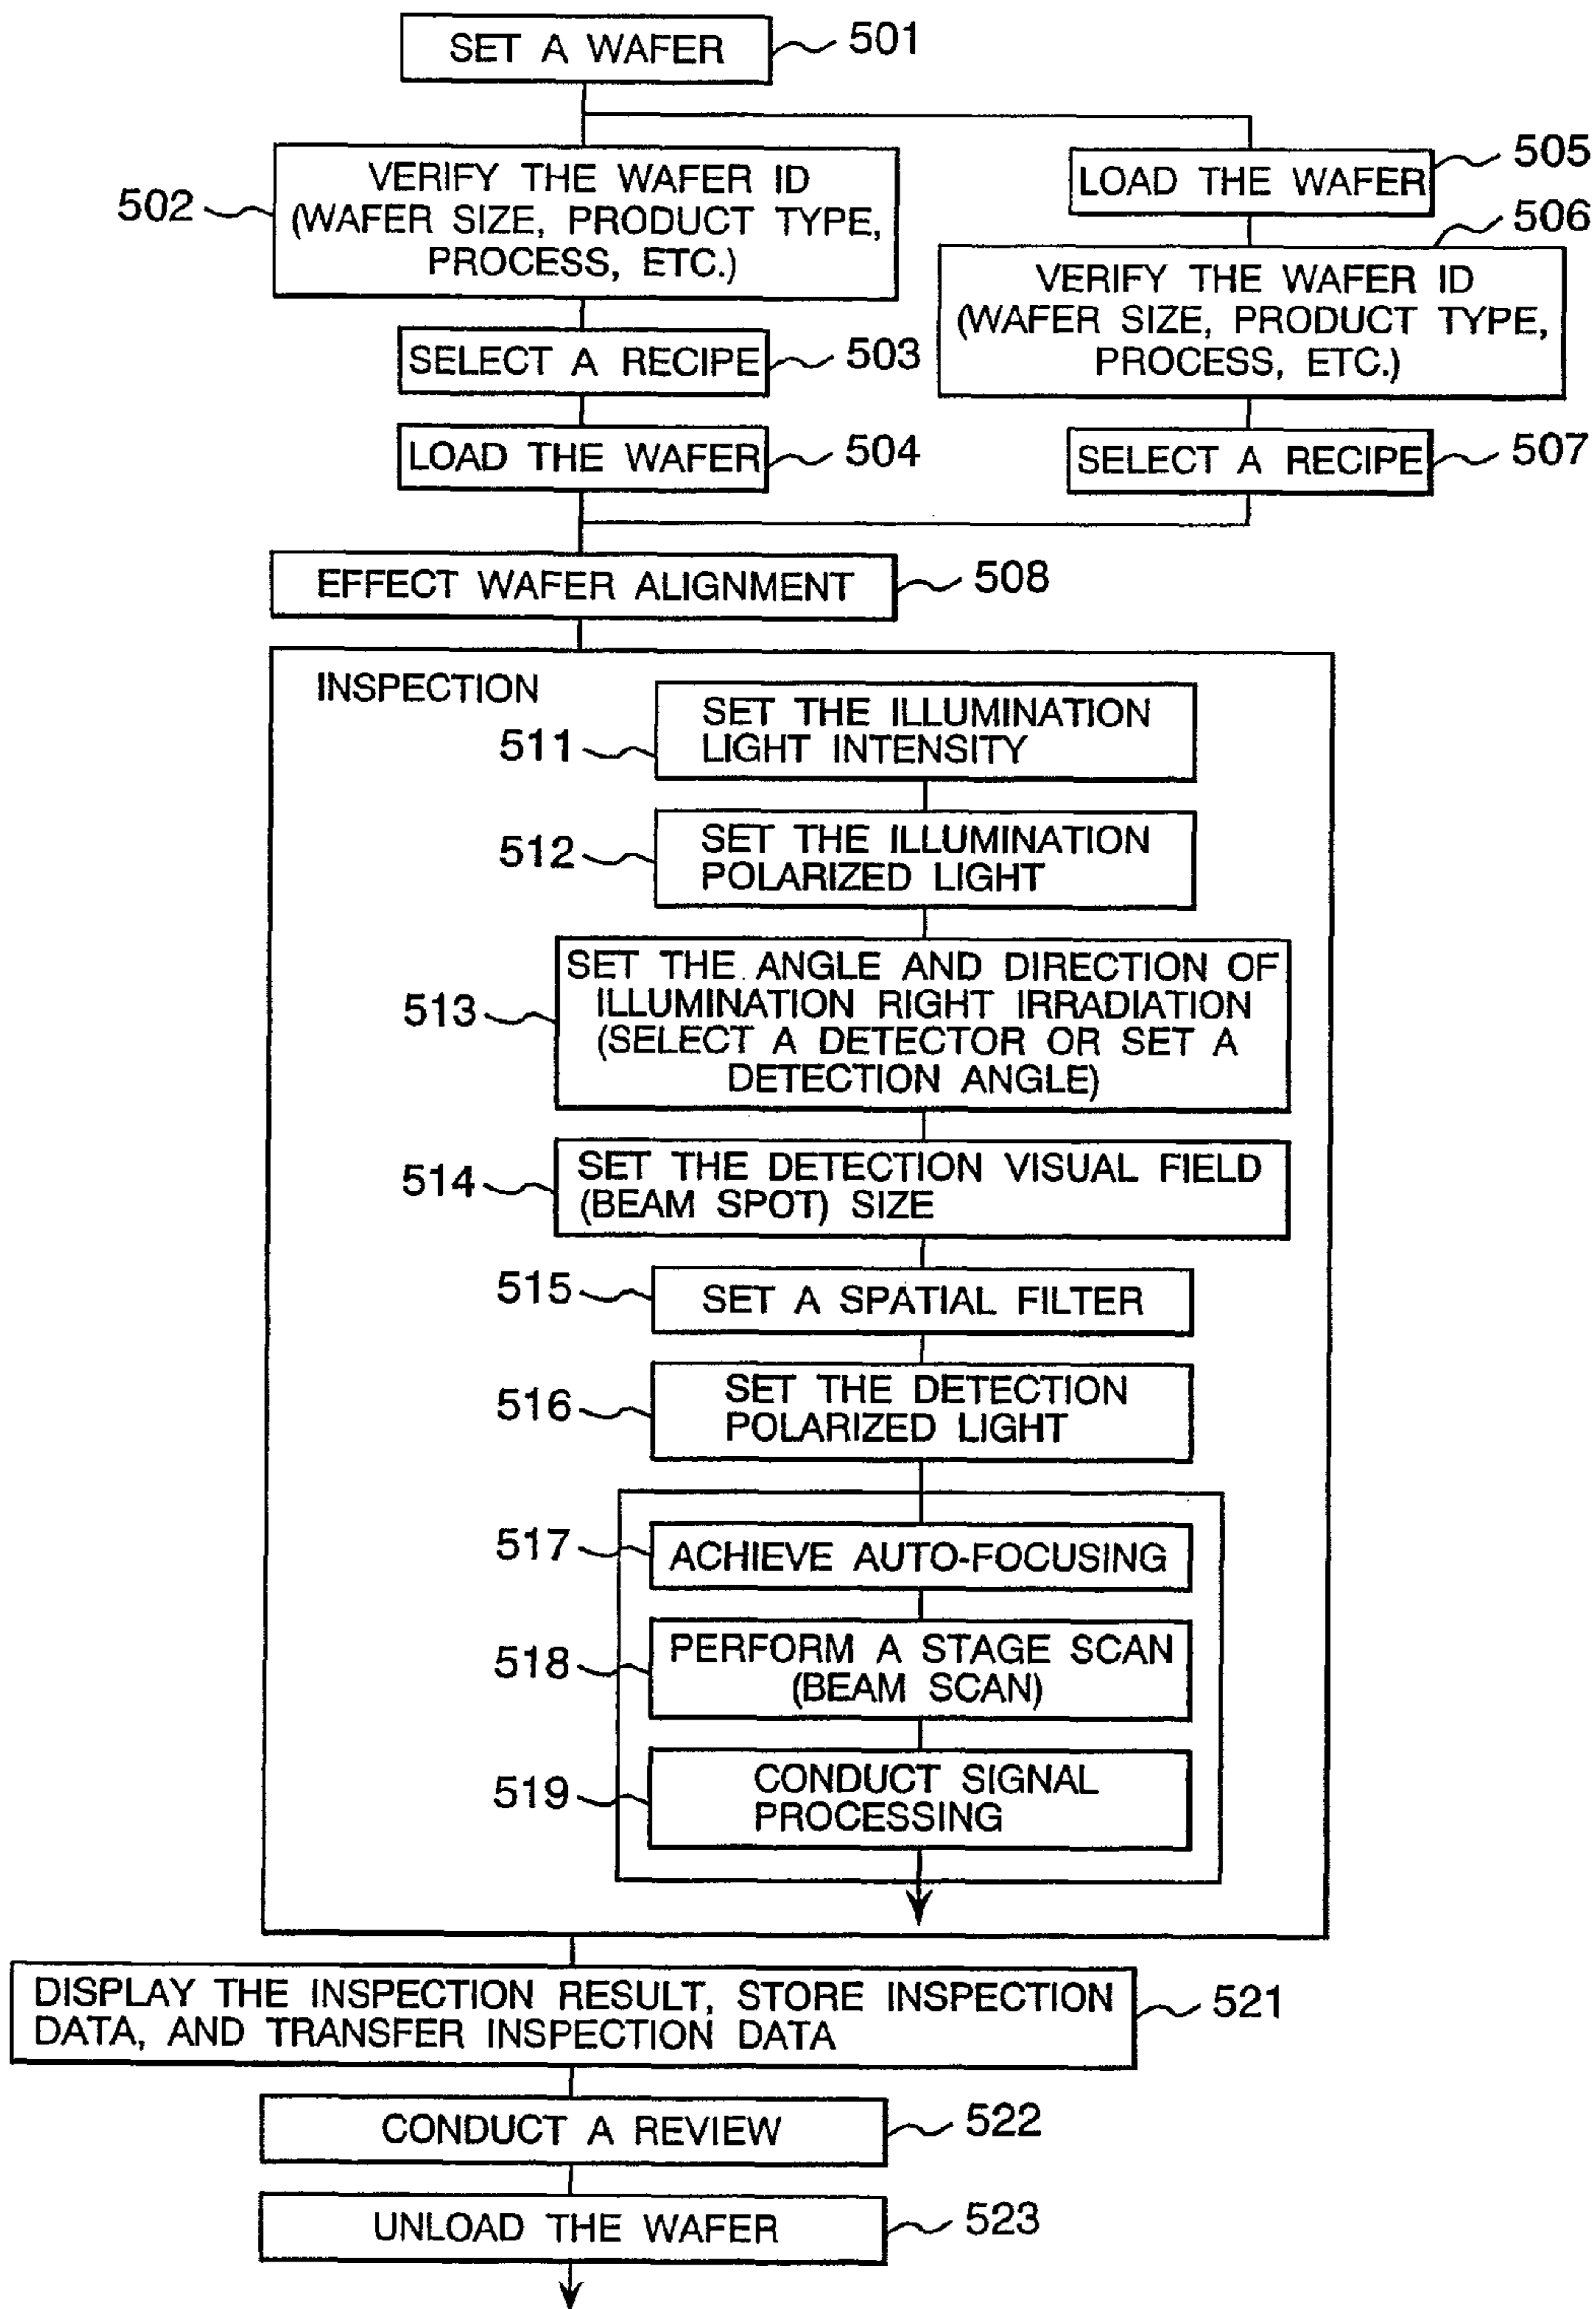 SET A WAFER
501
502
VERIFY THE WAFER ID
(WAFER SIZE, PRODUCT TYPE,
PROCESS, ETC.)
SELECT A RECIPE
503
LOAD THE WAFER
504
LOAD THE WAFER
505
506
VERIFY THE WAFER ID
(WAFER SIZE, PRODUCT TYPE,
PROCESS, ETC.)
SELECT A RECIPE
507
EFFECT WAFER ALIGNMENT
508
INSPECTION
511
SET THE ILLUMINATION
LIGHT INTENSITY
512
SET THE ILLUMINATION
POLARIZED LIGHT
513
SET THE ANGLE AND DIRECTION OF
ILLUMINATION RIGHT IRRADIATION
(SELECT A DETECTOR OR SET A
DETECTION ANGLE)
514
SET THE DETECTION VISUAL FIELD
(BEAM SPOT) SIZE
515
SET A SPATIAL FILTER
516
SET THE DETECTION
POLARIZED LIGHT
517
ACHIEVE AUTO-FOCUSING
518
PERFORM A STAGE SCAN
(BEAM SCAN)
519
CONDUCT SIGNAL
PROCESSING
DISPLAY THE INSPECTION RESULT, STORE INSPECTION
DATA, AND TRANSFER INSPECTION DATA
521
CONDUCT A REVIEW
522
UNLOAD THE WAFER
523